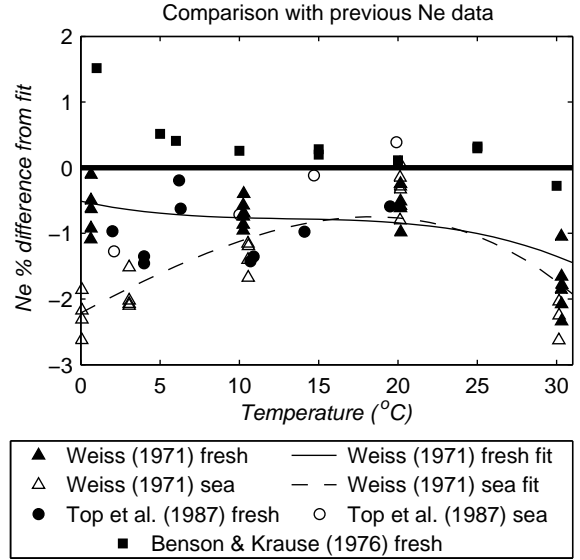 Comparison with previous Ne data
Ne % difference from fit
2
1
0
−1
−2
−3
0 5 10 15 20 25 30
Temperature (°C)
Weiss (1971) fresh
Weiss (1971) fresh fit
Weiss (1971) sea
Weiss (1971) sea fit
Top et al. (1987) fresh
Top et al. (1987) sea
Benson & Krause (1976) fresh